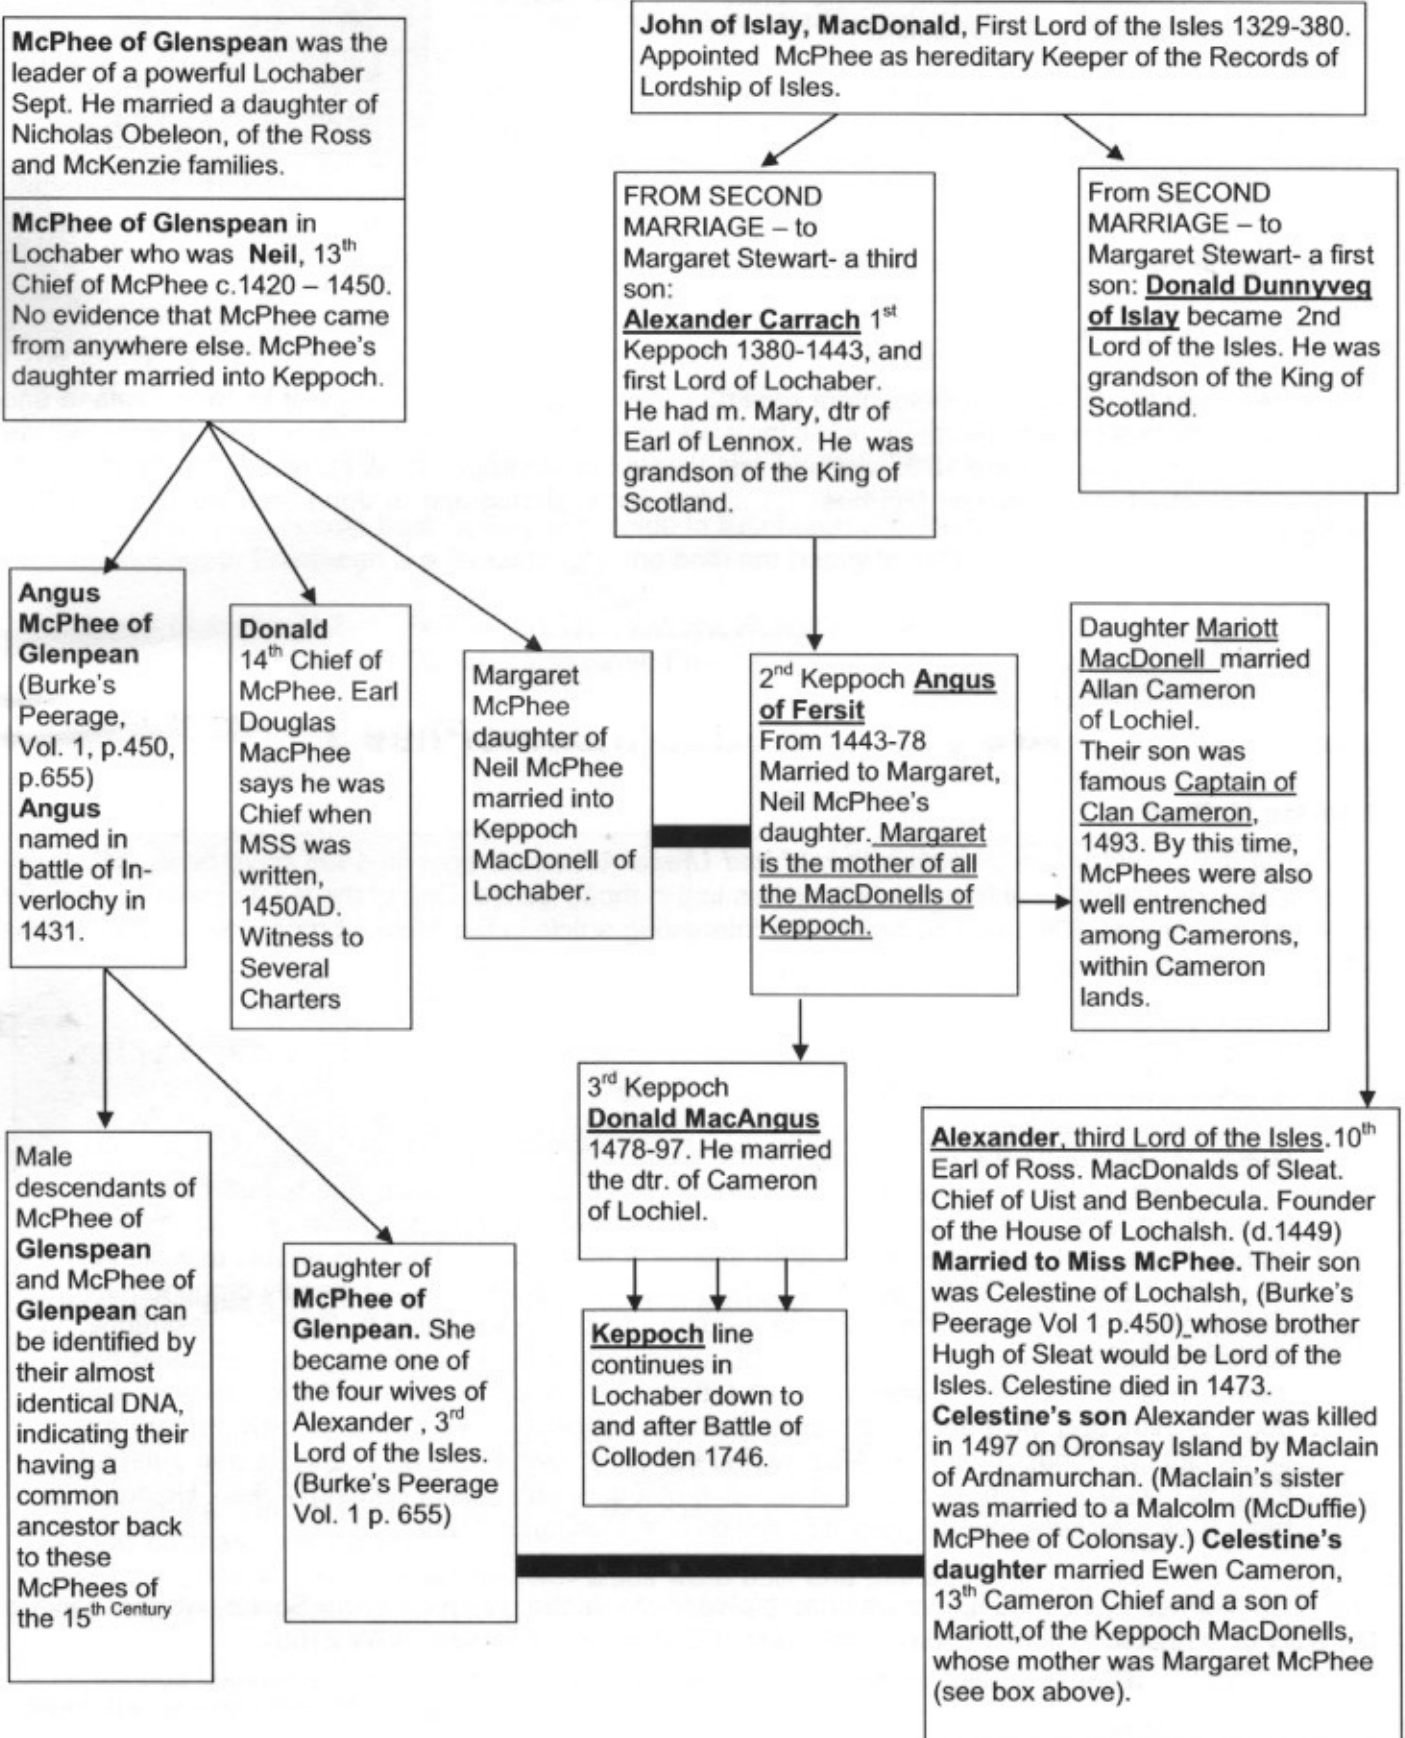 McPhee of Glenspean was the
leader of a powerful Lochaber
Sept. He married a daughter of
Nicholas Obeleon, of the Ross
and McKenzie families.
McPhee of Glenspean in
Lochaber who was Neil, 13th
Chief of McPhee c.1420 – 1450.
No evidence that McPhee came
from anywhere else. McPhee's
daughter married into Keppoch.
John of Islay, MacDonald, First Lord of the Isles 1329-380.
Appointed McPhee as hereditary Keeper of the Records of
Lordship of Isles.
FROM SECOND
MARRIAGE – to
Margaret Stewart- a third
son:
Alexander Carrach 1st
Keppoch 1380-1443, and
first Lord of Lochaber.
He had m. Mary, dtr of
Earl of Lennox. He was
grandson of the King of
Scotland.
From SECOND
MARRIAGE – to
Margaret Stewart- a first
son: Donald Dunnyveg
of Islay became 2nd
Lord of the Isles. He was
grandson of the King of
Scotland.
Angus
McPhee of
Glenpean
(Burke's
Peerage,
Vol. 1, p.450,
p.655)
Angus
named in
battle of In-
verlochy in
1431.
Donald
14th Chief of
McPhee. Earl
Douglas
MacPhee
says he was
Chief when
MSS was
written,
1450AD.
Witness to
Several
Charters
Margaret
McPhee
daughter of
Neil McPhee
married into
Keppoch
MacDonell of
Lochaber.
2nd Keppoch Angus
of Fersit
From 1443-78
Married to Margaret,
Neil McPhee's
daughter. Margaret
is the mother of all
the MacDonells of
Keppoch.
Daughter Mariott
MacDonell married
Allan Cameron
of Lochiel.
Their son was
famous Captain of
Clan Cameron,
1493. By this time,
McPhees were also
well entrenched
among Camerons,
within Cameron
lands.
Male
descendants of
McPhee of
Glenspean
and McPhee of
Glenpean can
be identified by
their almost
identical DNA,
indicating their
having a
common
ancestor back
to these
McPhees of
the 15th Century
Daughter of
McPhee of
Glenpean. She
became one of
the four wives of
Alexander , 3rd
Lord of the Isles.
(Burke's Peerage
Vol. 1 p. 655)
3rd Keppoch
Donald MacAngus
1478-97. He married
the dtr. of Cameron
of Lochiel.
Keppoch line
continues in
Lochaber down to
and after Battle of
Colloden 1746.
Alexander, third Lord of the Isles.10th
Earl of Ross. MacDonalds of Sleat.
Chief of Uist and Benbecula. Founder
of the House of Lochalsh. (d.1449)
Married to Miss McPhee. Their son
was Celestine of Lochalsh, (Burke's
Peerage Vol 1 p.450) whose brother
Hugh of Sleat would be Lord of the
Isles. Celestine died in 1473.
Celestine's son Alexander was killed
in 1497 on Oronsay Island by MacIain
of Ardnamurchan. (MacIain's sister
was married to a Malcolm (McDuffie)
McPhee of Colonsay.) Celestine's
daughter married Ewen Cameron,
13th Cameron Chief and a son of
Mariott,of the Keppoch MacDonells,
whose mother was Margaret McPhee
(see box above).